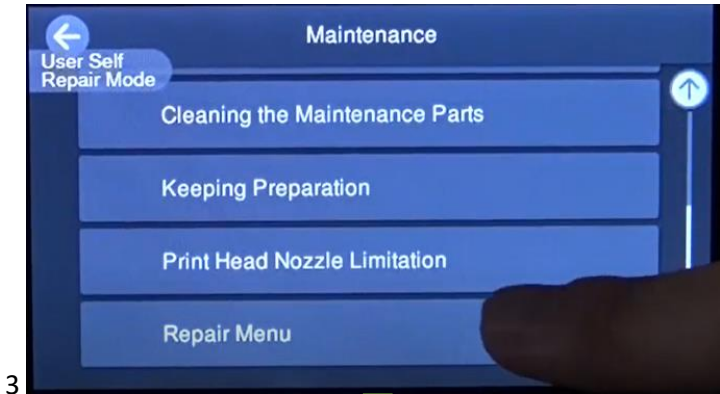 Maintenance
User Self
Repair Mode
Cleaning the Maintenance Parts
Keeping Preparation
Print Head Nozzle Limitation
Repair Menu
3